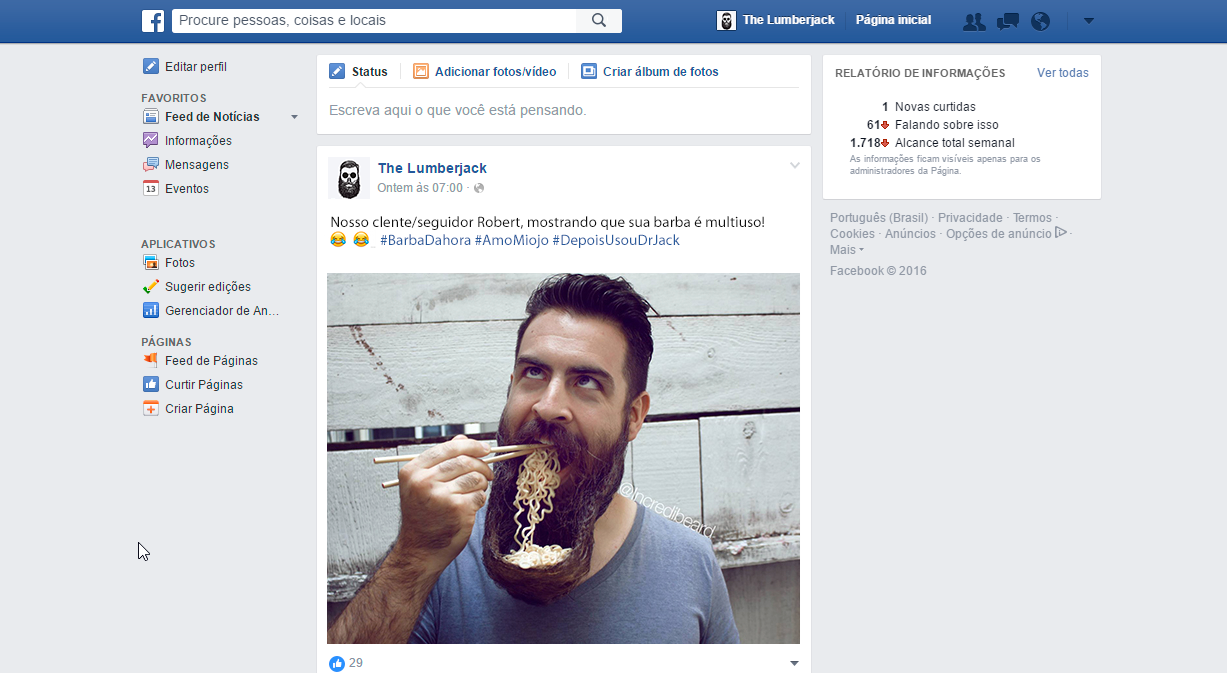 f Procure pessoas, coisas e locais The Lumberjack Página inicial
Editar perfil
FAVORITOS
Feed de Notícias
Informações
Mensagens
13 Eventos
APLICATIVOS
Fotos
Sugerir edições
Gerenciador de An...
PÁGINAS
Feed de Páginas
Curtir Páginas
Criar Página
Status Adicionar fotos/vídeo Criar álbum de fotos
Escreva aqui o que você está pensando.
The Lumberjack
Ontem ás 07:00 ·
Nosso clente/seguidor Robert, mostrando que sua barba é multiuso!
😂 😂 #BarbaDahora #AmoMiojo #DepoisUsouDrJack
@Incredibeard
29
RELATÓRIO DE INFORMAÇÕES Ver todas
1 Novas curtidas
61 Falando sobre isso
1.718 Alcance total semanal
As informações ficam visíveis apenas para os
administradores da Página.
Português (Brasil) · Privacidade · Termos ·
Cookies · Anúncios · Opções de anúncio ·
Mais
Facebook © 2016